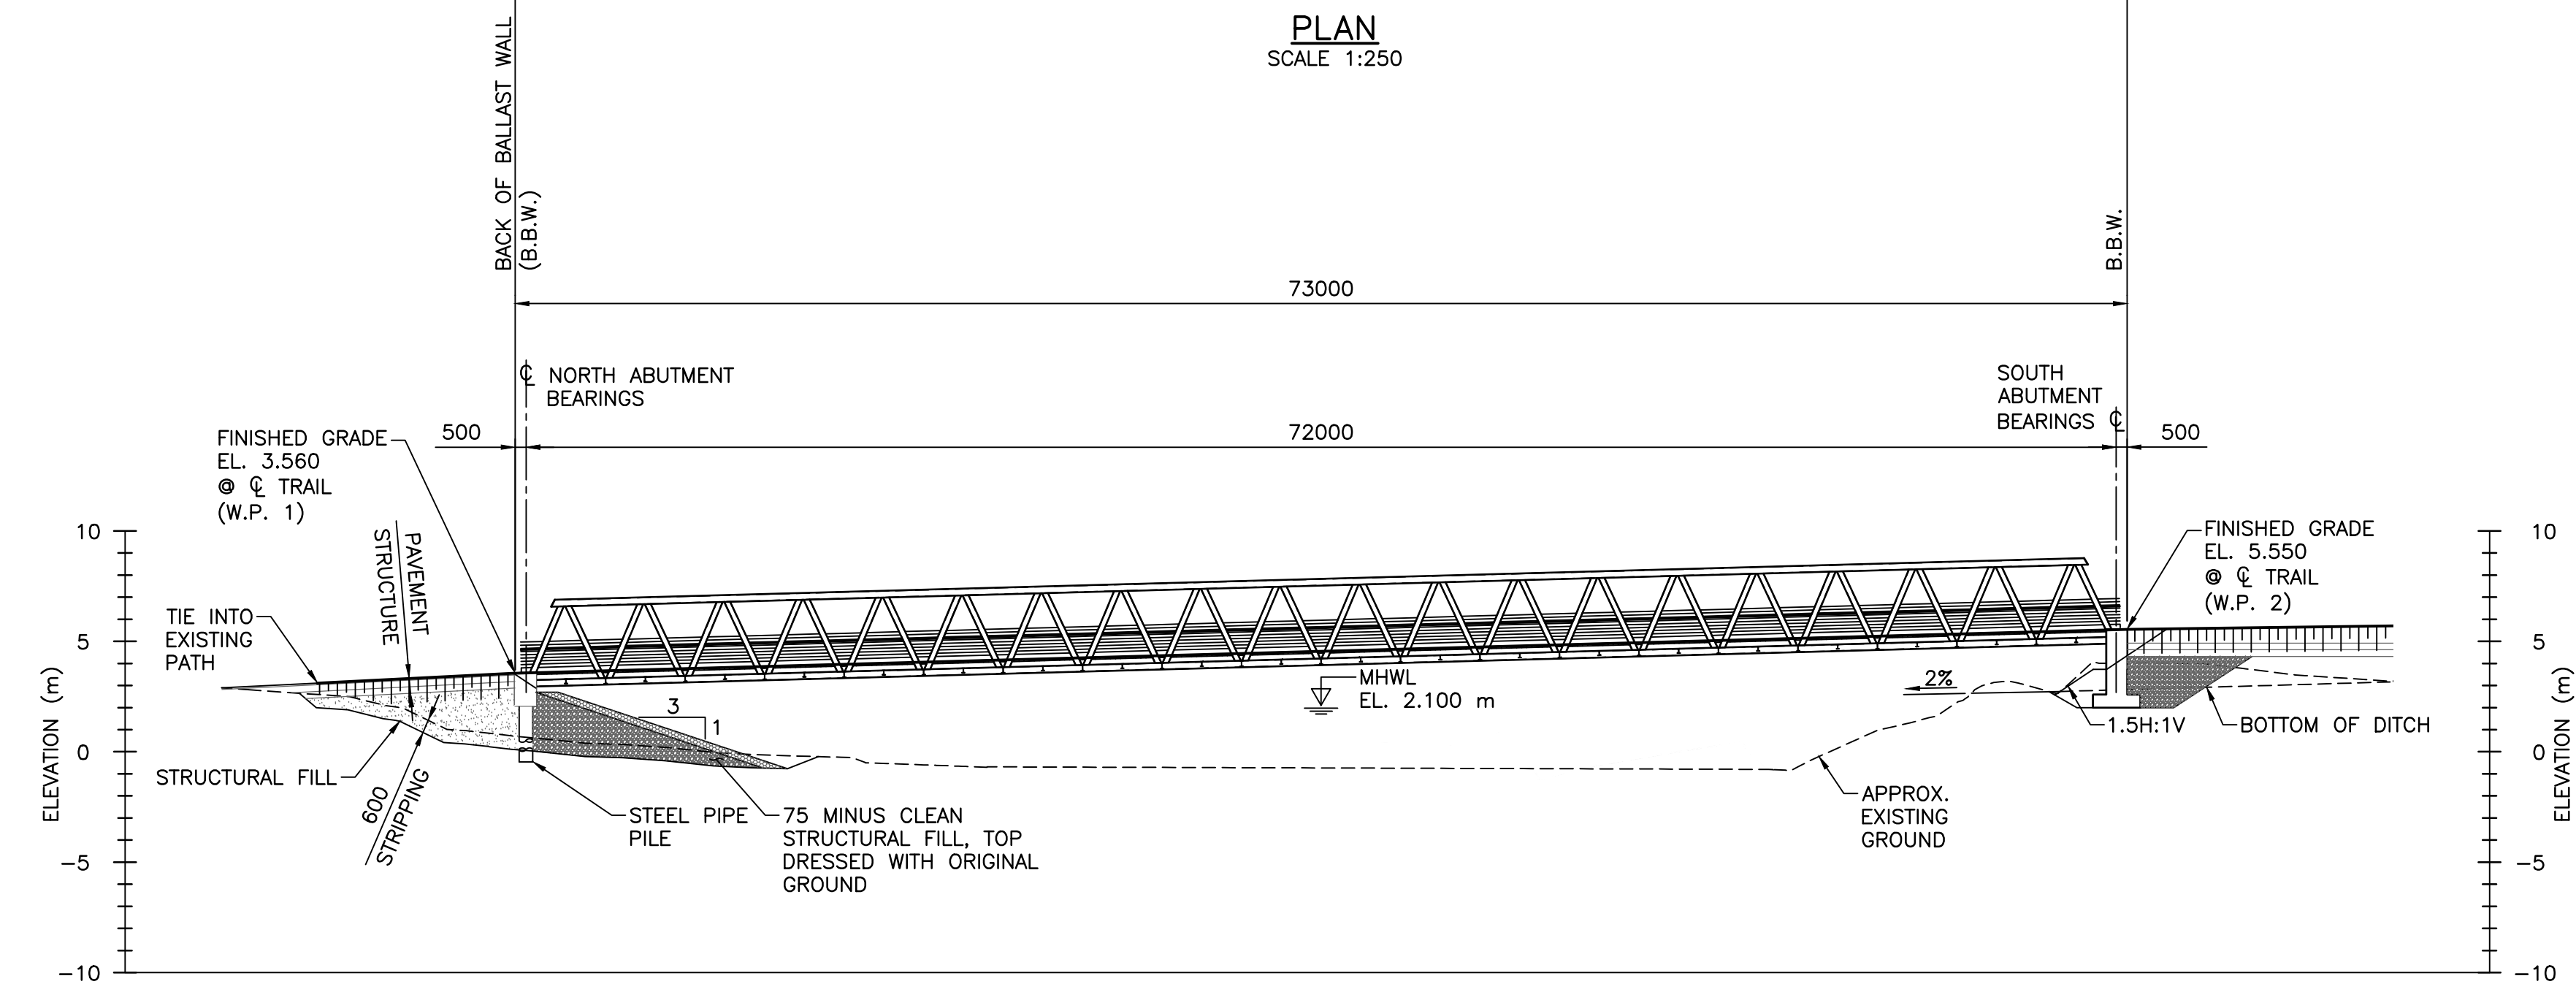 PLAN
SCALE 1:250
BACK OF BALLAST WALL
(B.B.W.)
B.B.W.
73000
℄ NORTH ABUTMENT
BEARINGS
SOUTH
ABUTMENT
BEARINGS ℄
500
72000
500
FINISHED GRADE
EL. 3.560
@ ℄ TRAIL
(W.P. 1)
FINISHED GRADE
EL. 5.550
@ ℄ TRAIL
(W.P. 2)
PAVEMENT
STRUCTURE
TIE INTO
EXISTING
PATH
10
5
0
-5
-10
ELEVATION (m)
10
5
0
-5
-10
ELEVATION (m)
MHWL
EL. 2.100 m
2%
3
1
1.5H:1V
BOTTOM OF DITCH
STRUCTURAL FILL
600
STRIPPING
STEEL PIPE
PILE
75 MINUS CLEAN
STRUCTURAL FILL, TOP
DRESSED WITH ORIGINAL
GROUND
APPROX.
EXISTING
GROUND